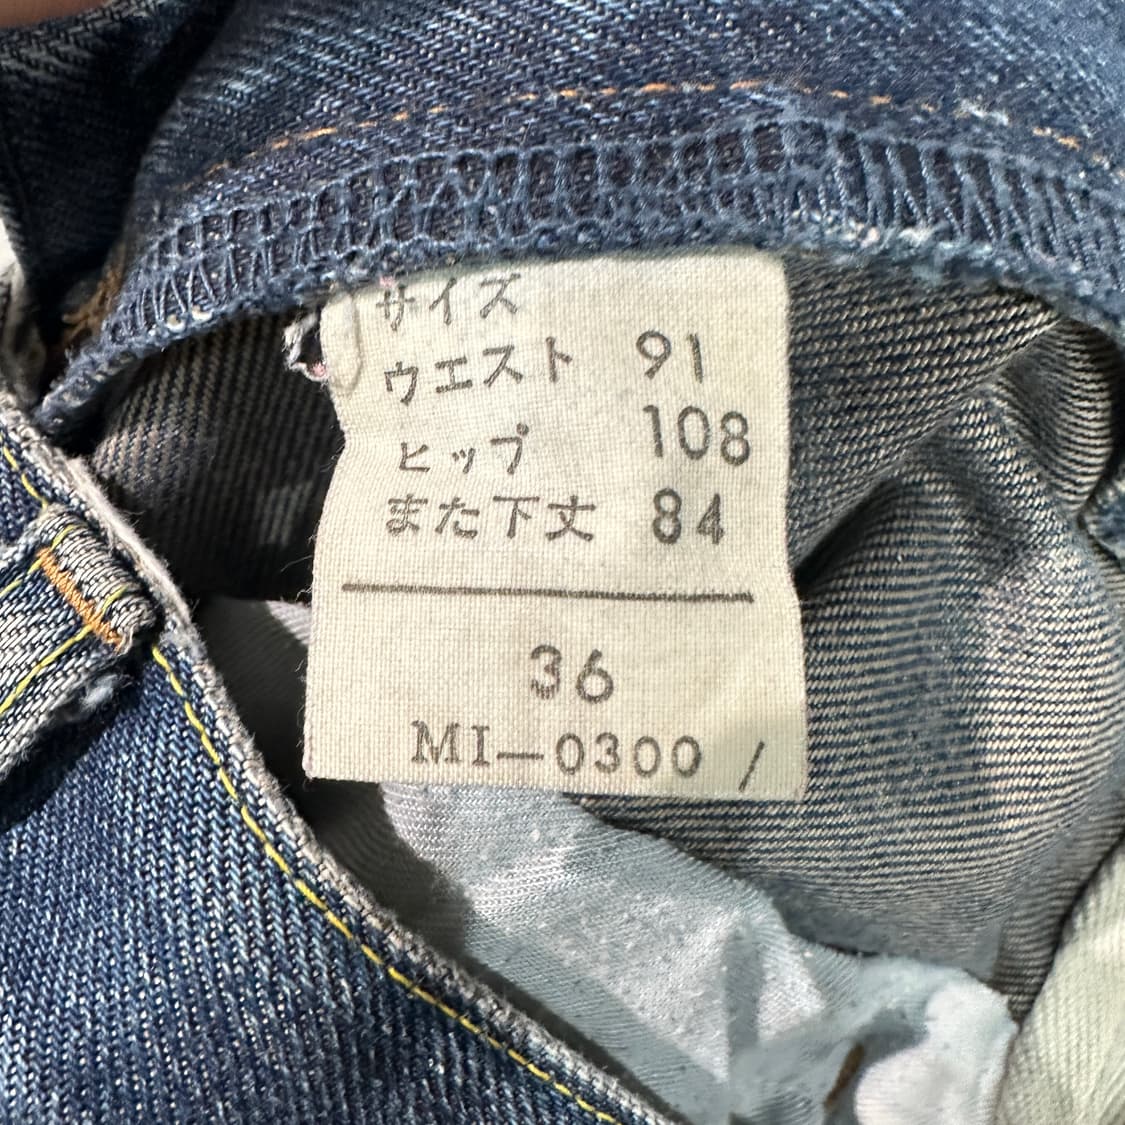 サイズ
ウエスト 91
ヒップ 108
また下丈 84
36
MI—0300 /